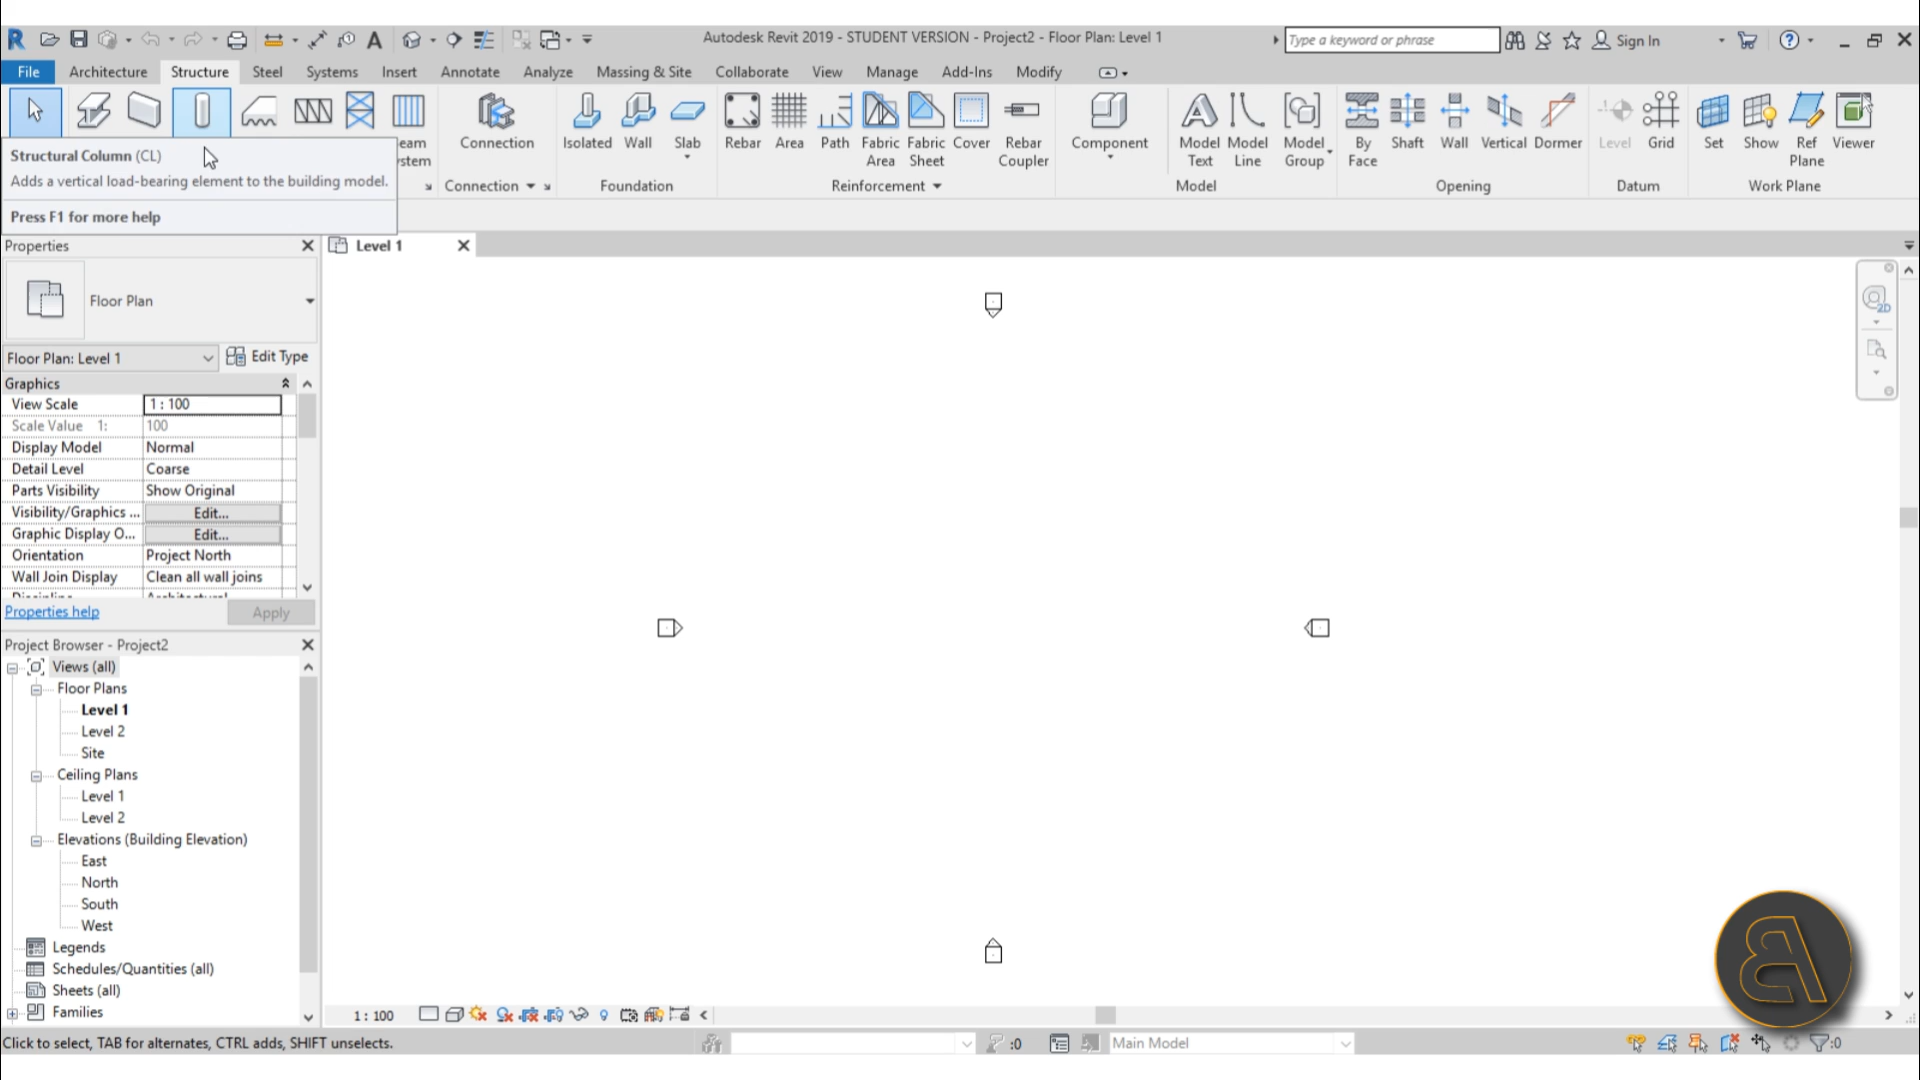 Autodesk Revit 2019 - STUDENT VERSION - Project2 - Floor Plan: Level 1
Type a keyword or phrase
Sign In
File
Architecture
Structure
Steel
Systems
Insert
Annotate
Analyze
Massing & Site
Collaborate
View
Manage
Add-Ins
Modify
Connection
Isolated
Wall
Slab
Rebar
Area
Path
Fabric
Area
Fabric
Sheet
Cover
Rebar
Coupler
Component
Model
Text
Model
Line
Model
Group
By
Face
Shaft
Wall
Vertical
Dormer
Level
Grid
Set
Show
Ref
Plane
Viewer
Connection
Foundation
Reinforcement
Model
Opening
Datum
Work Plane
Structural Column (CL)
Adds a vertical load-bearing element to the building model.
Press F1 for more help
Properties
Level 1
Floor Plan
Floor Plan: Level 1
Edit Type
Graphics
View Scale
1 : 100
Scale Value 1:
100
Display Model
Normal
Detail Level
Coarse
Parts Visibility
Show Original
Visibility/Graphics ...
Edit...
Graphic Display O...
Edit...
Orientation
Project North
Wall Join Display
Clean all wall joins
Properties help
Apply
Project Browser - Project2
Views (all)
Floor Plans
Level 1
Level 2
Site
Ceiling Plans
Level 1
Level 2
Elevations (Building Elevation)
East
North
South
West
Legends
Schedules/Quantities (all)
Sheets (all)
Families
1 : 100
Click to select, TAB for alternates, CTRL adds, SHIFT unselects.
:0
Main Model
:0
2D